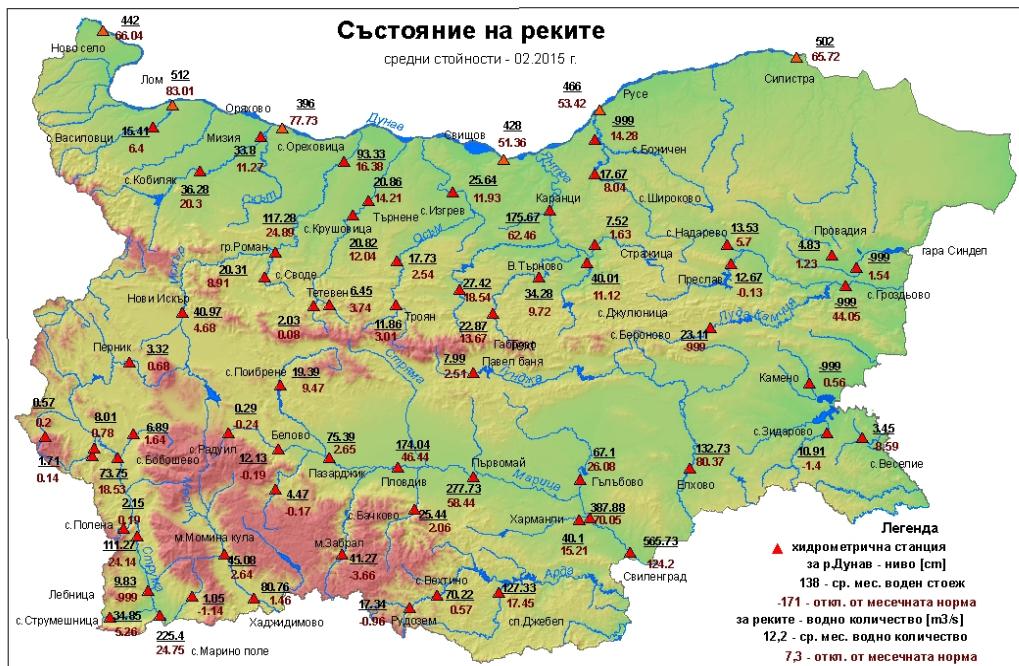 Състояние на реките
средни стойности - 02.2015 г.
442
66.04
Ново село
Лом
512
83.01
15.41
6.4
с.Василовци
Оряхово
396
77.73
Мизия
33.8
11.27
с.Кобиляк
36.28
20.3
Скът
Дунав
с.Ореховица
93.33
16.38
20.86
14.21
Търнене
с.Крушовица
20.82
12.04
117.28
24.89
гр.Роман
20.31
8.91
с.Своде
Искър
Нови Искър
40.97
4.68
Свищов
428
51.36
466
53.42
Русе
502
65.72
Силистра
-999
14.28
с.Божичен
17.67
8.04
с.Широково
Янтра
Каранци
175.67
62.46
25.64
11.93
с.Изгрев
Осъм
17.73
2.54
7.52
1.63
Стражица
40.01
11.12
с.Джулюница
В.Търново
34.28
9.72
27.42
18.54
22.87
13.67
Габрово
11.86
3.01
Троян
Тетевен
6.45
3.74
2.03
0.08
с.Надарево
13.53
5.7
Преслав
12.67
-0.13
Провадия
4.83
1.23
гара Синдел
-999
1.54
с.Гроздьово
-999
44.05
Луда Камчия
с.Бероново
23.11
-999
Камено
-999
0.56
с.Зидарово
10.91
-1.4
3.45
-8.59
с.Веселие
Перник
3.32
0.68
с.Поибрене
19.39
9.47
Стряма
7.99
2.51
Павел баня
Тунджа
0.57
0.2
1.71
0.14
8.01
0.78
6.89
1.64
с.Бобошево
73.75
18.53
0.29
-0.24
с.Радуил
Белово
12.13
-0.19
4.47
-0.17
75.39
2.65
Пазарджик
174.04
46.44
Пловдив
Първомай
277.73
58.44
Марица
67.1
26.08
Гълъбово
132.73
80.37
Елхово
387.88
70.05
Харманли
40.1
15.21
565.73
124.2
Свиленград
с.Бачково
25.44
2.06
2.15
0.19
с.Полена
111.27
24.14
Струма
Места
м.Момина кула
45.08
2.64
м.Забрал
41.27
-3.66
9.83
-999
Лебница
34.85
5.26
с.Струмешница
225.4
24.75
с.Марино поле
1.05
-1.14
80.76
1.46
Хаджидимово
17.34
-0.96
Рудозем
с.Вехтино
70.22
0.57
Арда
127.33
17.45
сп.Джебел
Легенда
хидрометрична станция
за р.Дунав - ниво [cm]
138 - ср. мес. воден стоеж
-171 - откл. от месечната норма
за реките - водно количество [m3/s]
12,2 - ср. мес. водно количество
7,3 - откл. от месечната норма